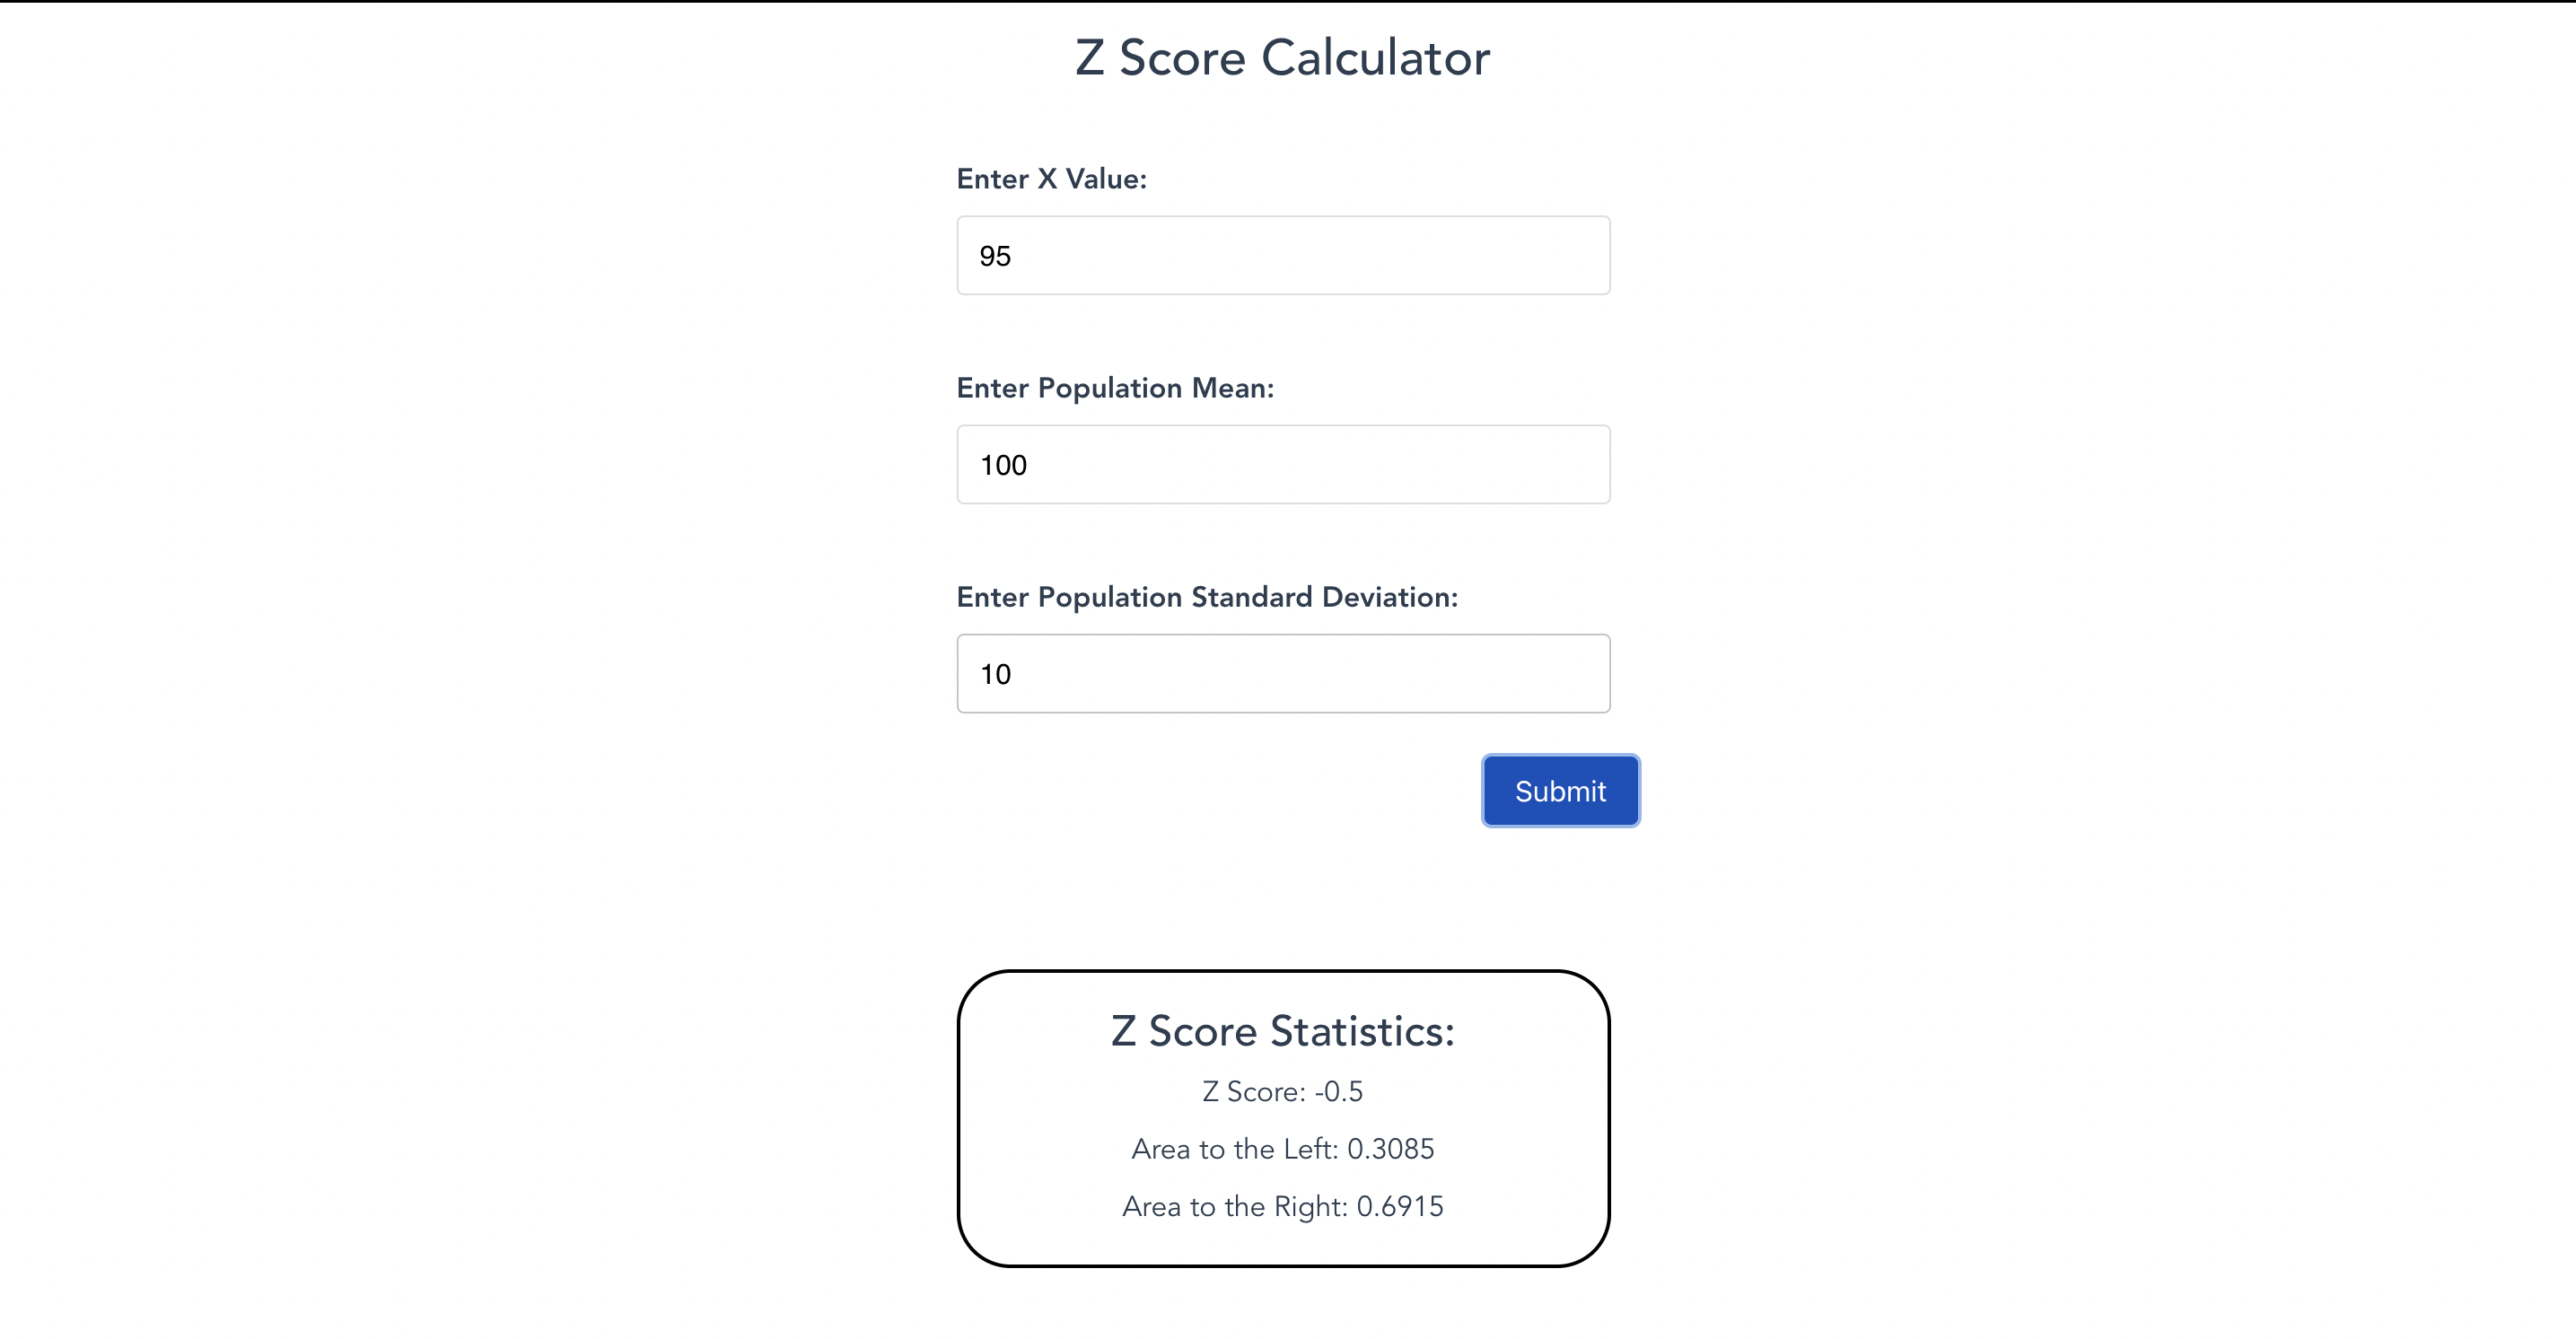 Z Score Calculator
Enter X Value:
95
Enter Population Mean:
100
Enter Population Standard Deviation:
10
Submit
Z Score Statistics:
Z Score: -0.5
Area to the Left: 0.3085
Area to the Right: 0.6915